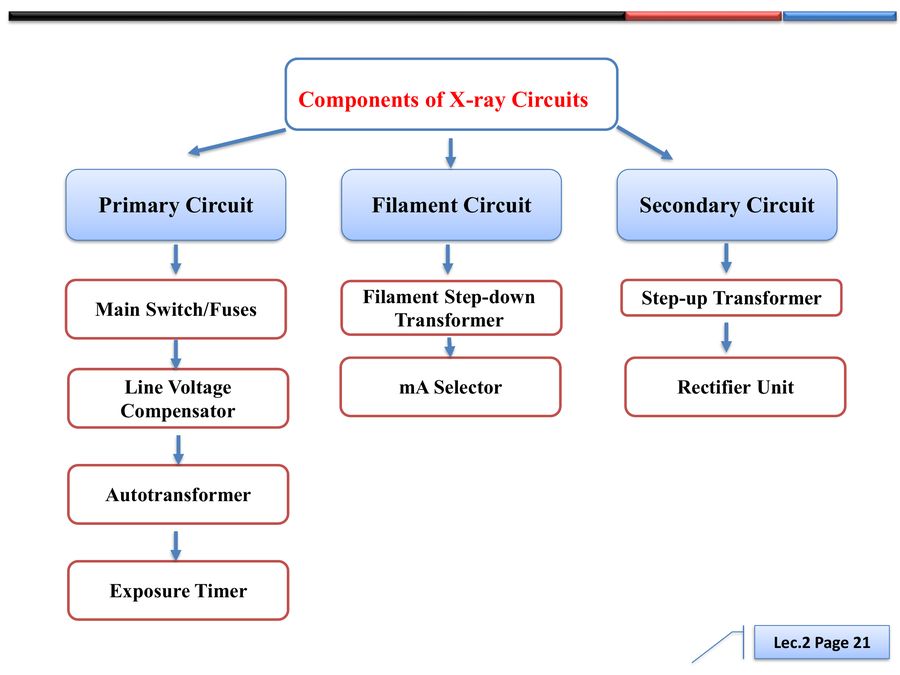 Components of X-ray Circuits
Primary Circuit
Filament Circuit
Secondary Circuit
Main Switch/Fuses
Line Voltage
Compensator
Autotransformer
Exposure Timer
Filament Step-down
Transformer
mA Selector
Step-up Transformer
Rectifier Unit
Lec.2 Page 21